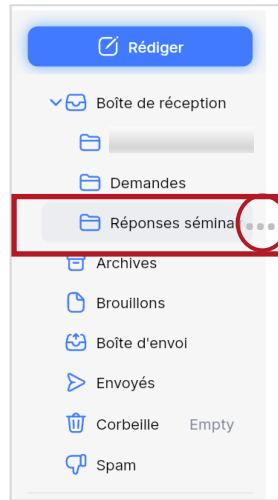 Rédiger
Boîte de réception
Demandes
Réponses sémina
Archives
Brouillons
Boîte d'envoi
Envoyés
Corbeille Empty
Spam